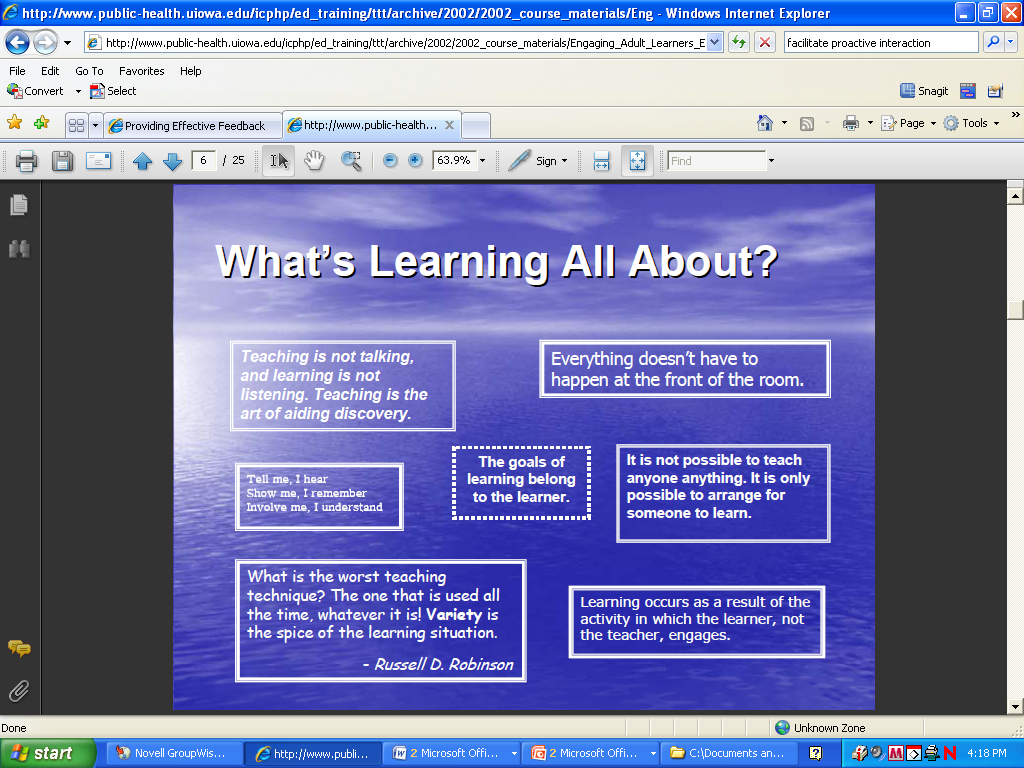 http://www.public-health.uiowa.edu/icphp/ed_training/ttt/archive/2002/2002_course_materials/Eng - Windows Internet Explorer
http://www.public-health.uiowa.edu/icphp/ed_training/ttt/archive/2002/2002_course_materials/Engaging_Adult_Learners_E
facilitate proactive interaction
File Edit Go To Favorites Help
Convert Select
Snagit
Providing Effective Feedback
http://www.public-health...
Page Tools
6 / 25
63.9%
Sign
Find
What's Learning All About?
Teaching is not talking,
and learning is not
listening. Teaching is the
art of aiding discovery.
Everything doesn't have to
happen at the front of the room.
Tell me, I hear
Show me, I remember
Involve me, I understand
The goals of
learning belong
to the learner.
It is not possible to teach
anyone anything. It is only
possible to arrange for
someone to learn.
What is the worst teaching
technique? The one that is used all
the time, whatever it is! Variety is
the spice of the learning situation.
- Russell D. Robinson
Learning occurs as a result of the
activity in which the learner, not
the teacher, engages.
Done
Unknown Zone
start
Novell GroupWis...
http://www.publi...
2 Microsoft Offi...
2 Microsoft Offi...
C:\Documents an...
4:18 PM